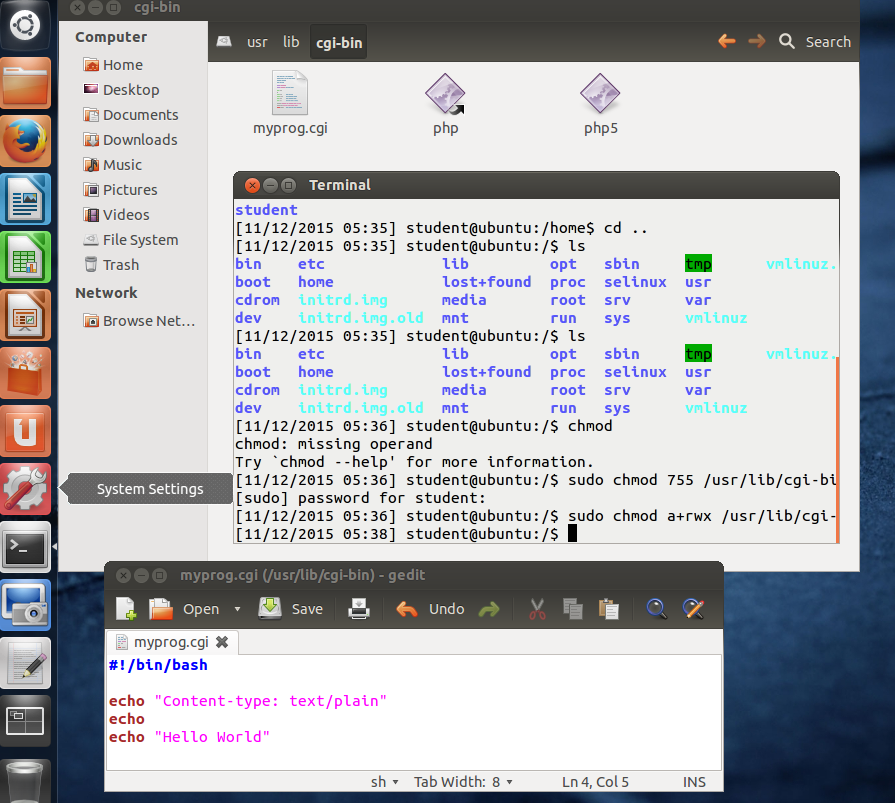 cgi-bin
Computer
Home
Desktop
Documents
Downloads
Music
Pictures
Videos
File System
Trash
Network
Browse Net...
usr lib cgi-bin
Search
myprog.cgi php php5
System Settings
Terminal
student
[11/12/2015 05:35] student@ubuntu:/home$ cd ..
[11/12/2015 05:35] student@ubuntu:/$ ls
bin etc lib opt sbin tmp vmlinuz.
boot home lost+found proc selinux usr
cdrom initrd.img media root srv var
dev initrd.img.old mnt run sys vmlinuz
[11/12/2015 05:35] student@ubuntu:/$ ls
bin etc lib opt sbin tmp vmlinuz.
boot home lost+found proc selinux usr
cdrom initrd.img media root srv var
dev initrd.img.old mnt run sys vmlinuz
[11/12/2015 05:36] student@ubuntu:/$ chmod
chmod: missing operand
Try `chmod --help' for more information.
[11/12/2015 05:36] student@ubuntu:/$ sudo chmod 755 /usr/lib/cgi-bi
[sudo] password for student:
[11/12/2015 05:36] student@ubuntu:/$ sudo chmod a+rwx /usr/lib/cgi-
[11/12/2015 05:38] student@ubuntu:/$
myprog.cgi (/usr/lib/cgi-bin) - gedit
Open Save Undo
myprog.cgi
#!/bin/bash
echo "Content-type: text/plain"
echo
echo "Hello World"
sh Tab Width: 8 Ln 4, Col 5 INS